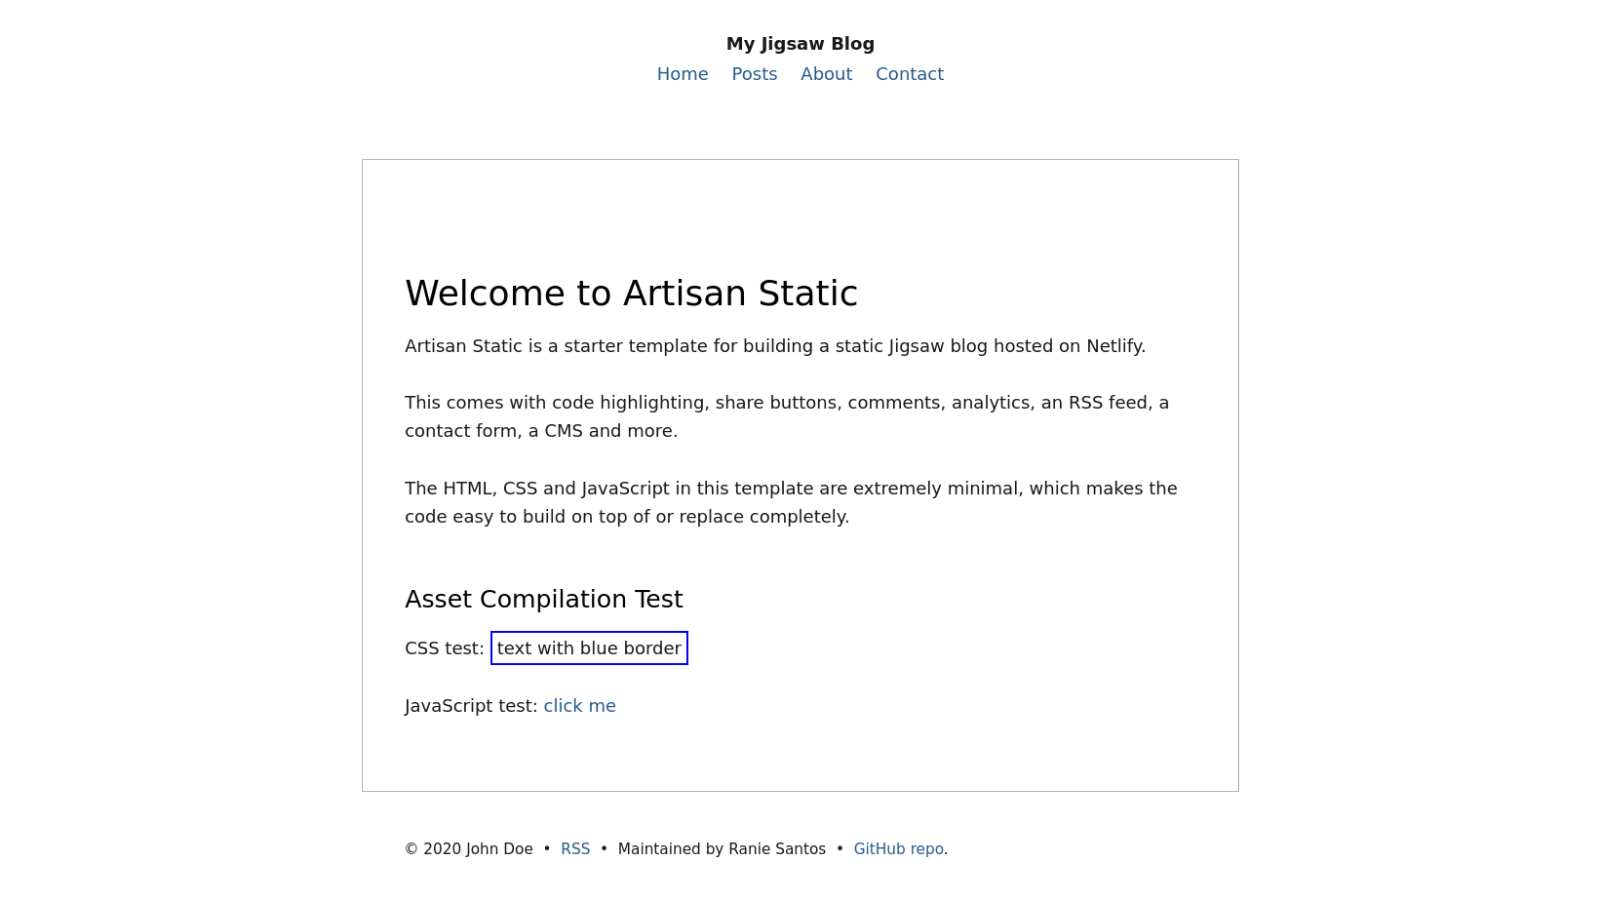 My Jigsaw Blog
Home Posts About Contact
Welcome to Artisan Static
Artisan Static is a starter template for building a static Jigsaw blog hosted on Netlify.
This comes with code highlighting, share buttons, comments, analytics, an RSS feed, a
contact form, a CMS and more.
The HTML, CSS and JavaScript in this template are extremely minimal, which makes the
code easy to build on top of or replace completely.
Asset Compilation Test
CSS test: text with blue border
JavaScript test: click me
© 2020 John Doe • RSS • Maintained by Ranie Santos • GitHub repo.